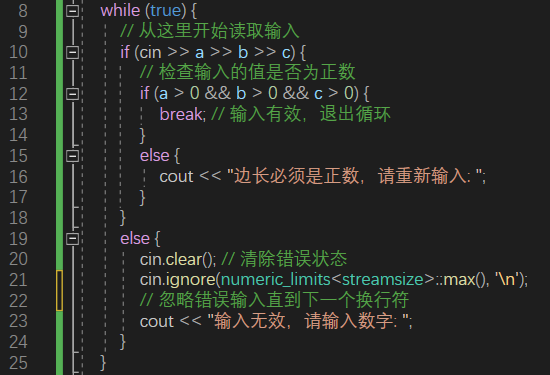 8 while (true) {
9 // 从这里开始读取输入
10 if (cin >> a >> b >> c) {
11 // 检查输入的值是否为正数
12 if (a > 0 && b > 0 && c > 0) {
13 break; // 输入有效，退出循环
14 }
15 else {
16 cout << "边长必须是正数，请重新输入: ";
17 }
18 }
19 else {
20 cin.clear(); // 清除错误状态
21 cin.ignore(numeric_limits<streamsize>::max(), '\n');
22 // 忽略错误输入直到下一个换行符
23 cout << "输入无效，请输入数字: ";
24 }
25 }